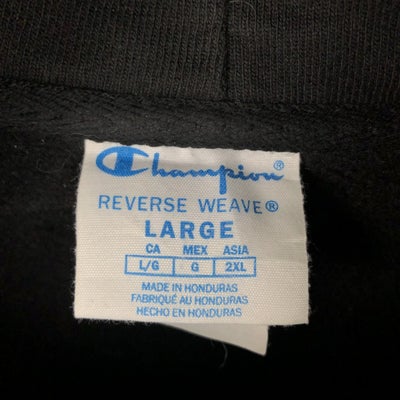 Champion®
REVERSE WEAVE®
LARGE
CA MEX ASIA
L/G G 2XL
MADE IN HONDURAS
FABRIQUÉ AU HONDURAS
HECHO EN HONDURAS